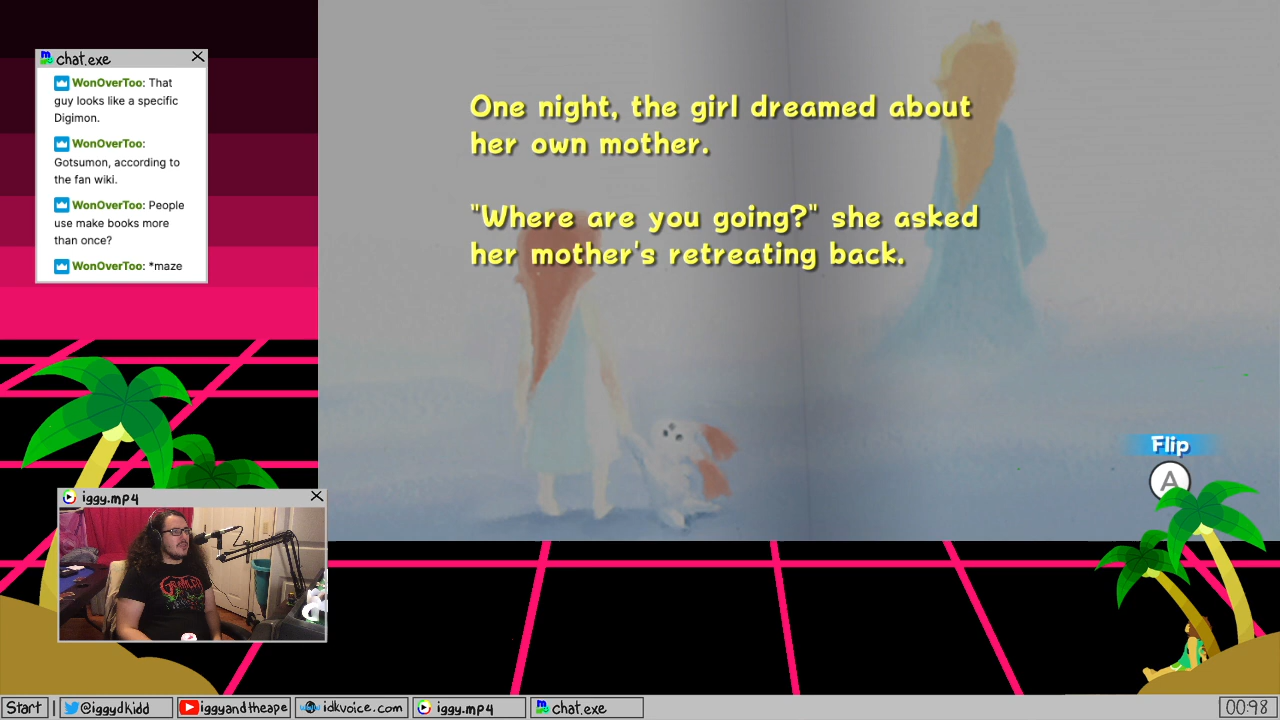 chat.exe
WonOverToo: That
guy looks like a specific
Digimon.
WonOverToo:
Gotsumon, according to
the fan wiki.
WonOverToo: People
use make books more
than once?
WonOverToo: *maze
One night, the girl dreamed about
her own mother.
"Where are you going?" she asked
her mother's retreating back.
Flip
A
iggy.mp4
Start | @iggydkidd iggyandtheape www idkvoice.com iggy.mp4 chat.exe 00:98